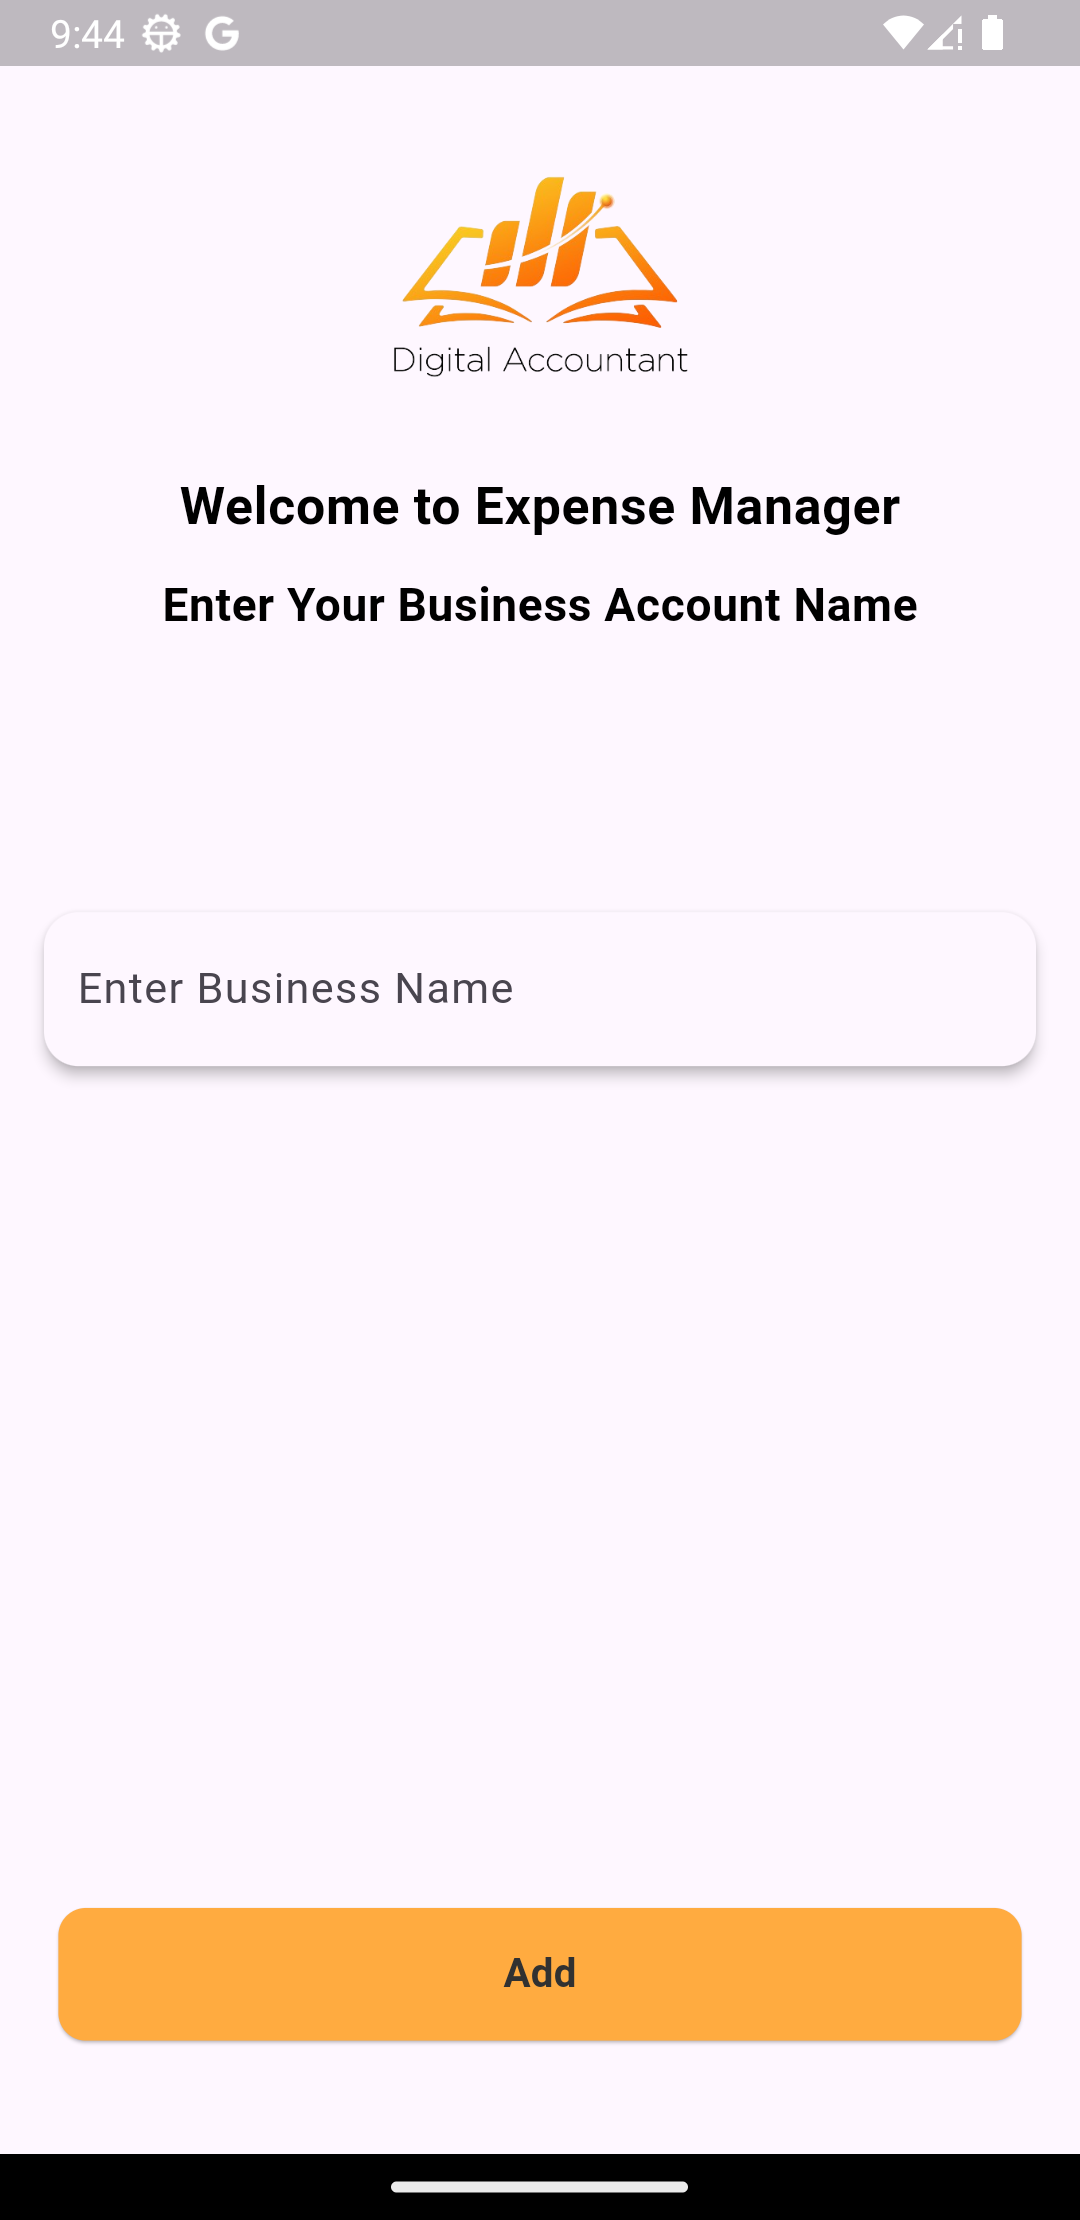 9:44
Digital Accountant
Welcome to Expense Manager
Enter Your Business Account Name
Enter Business Name
Add